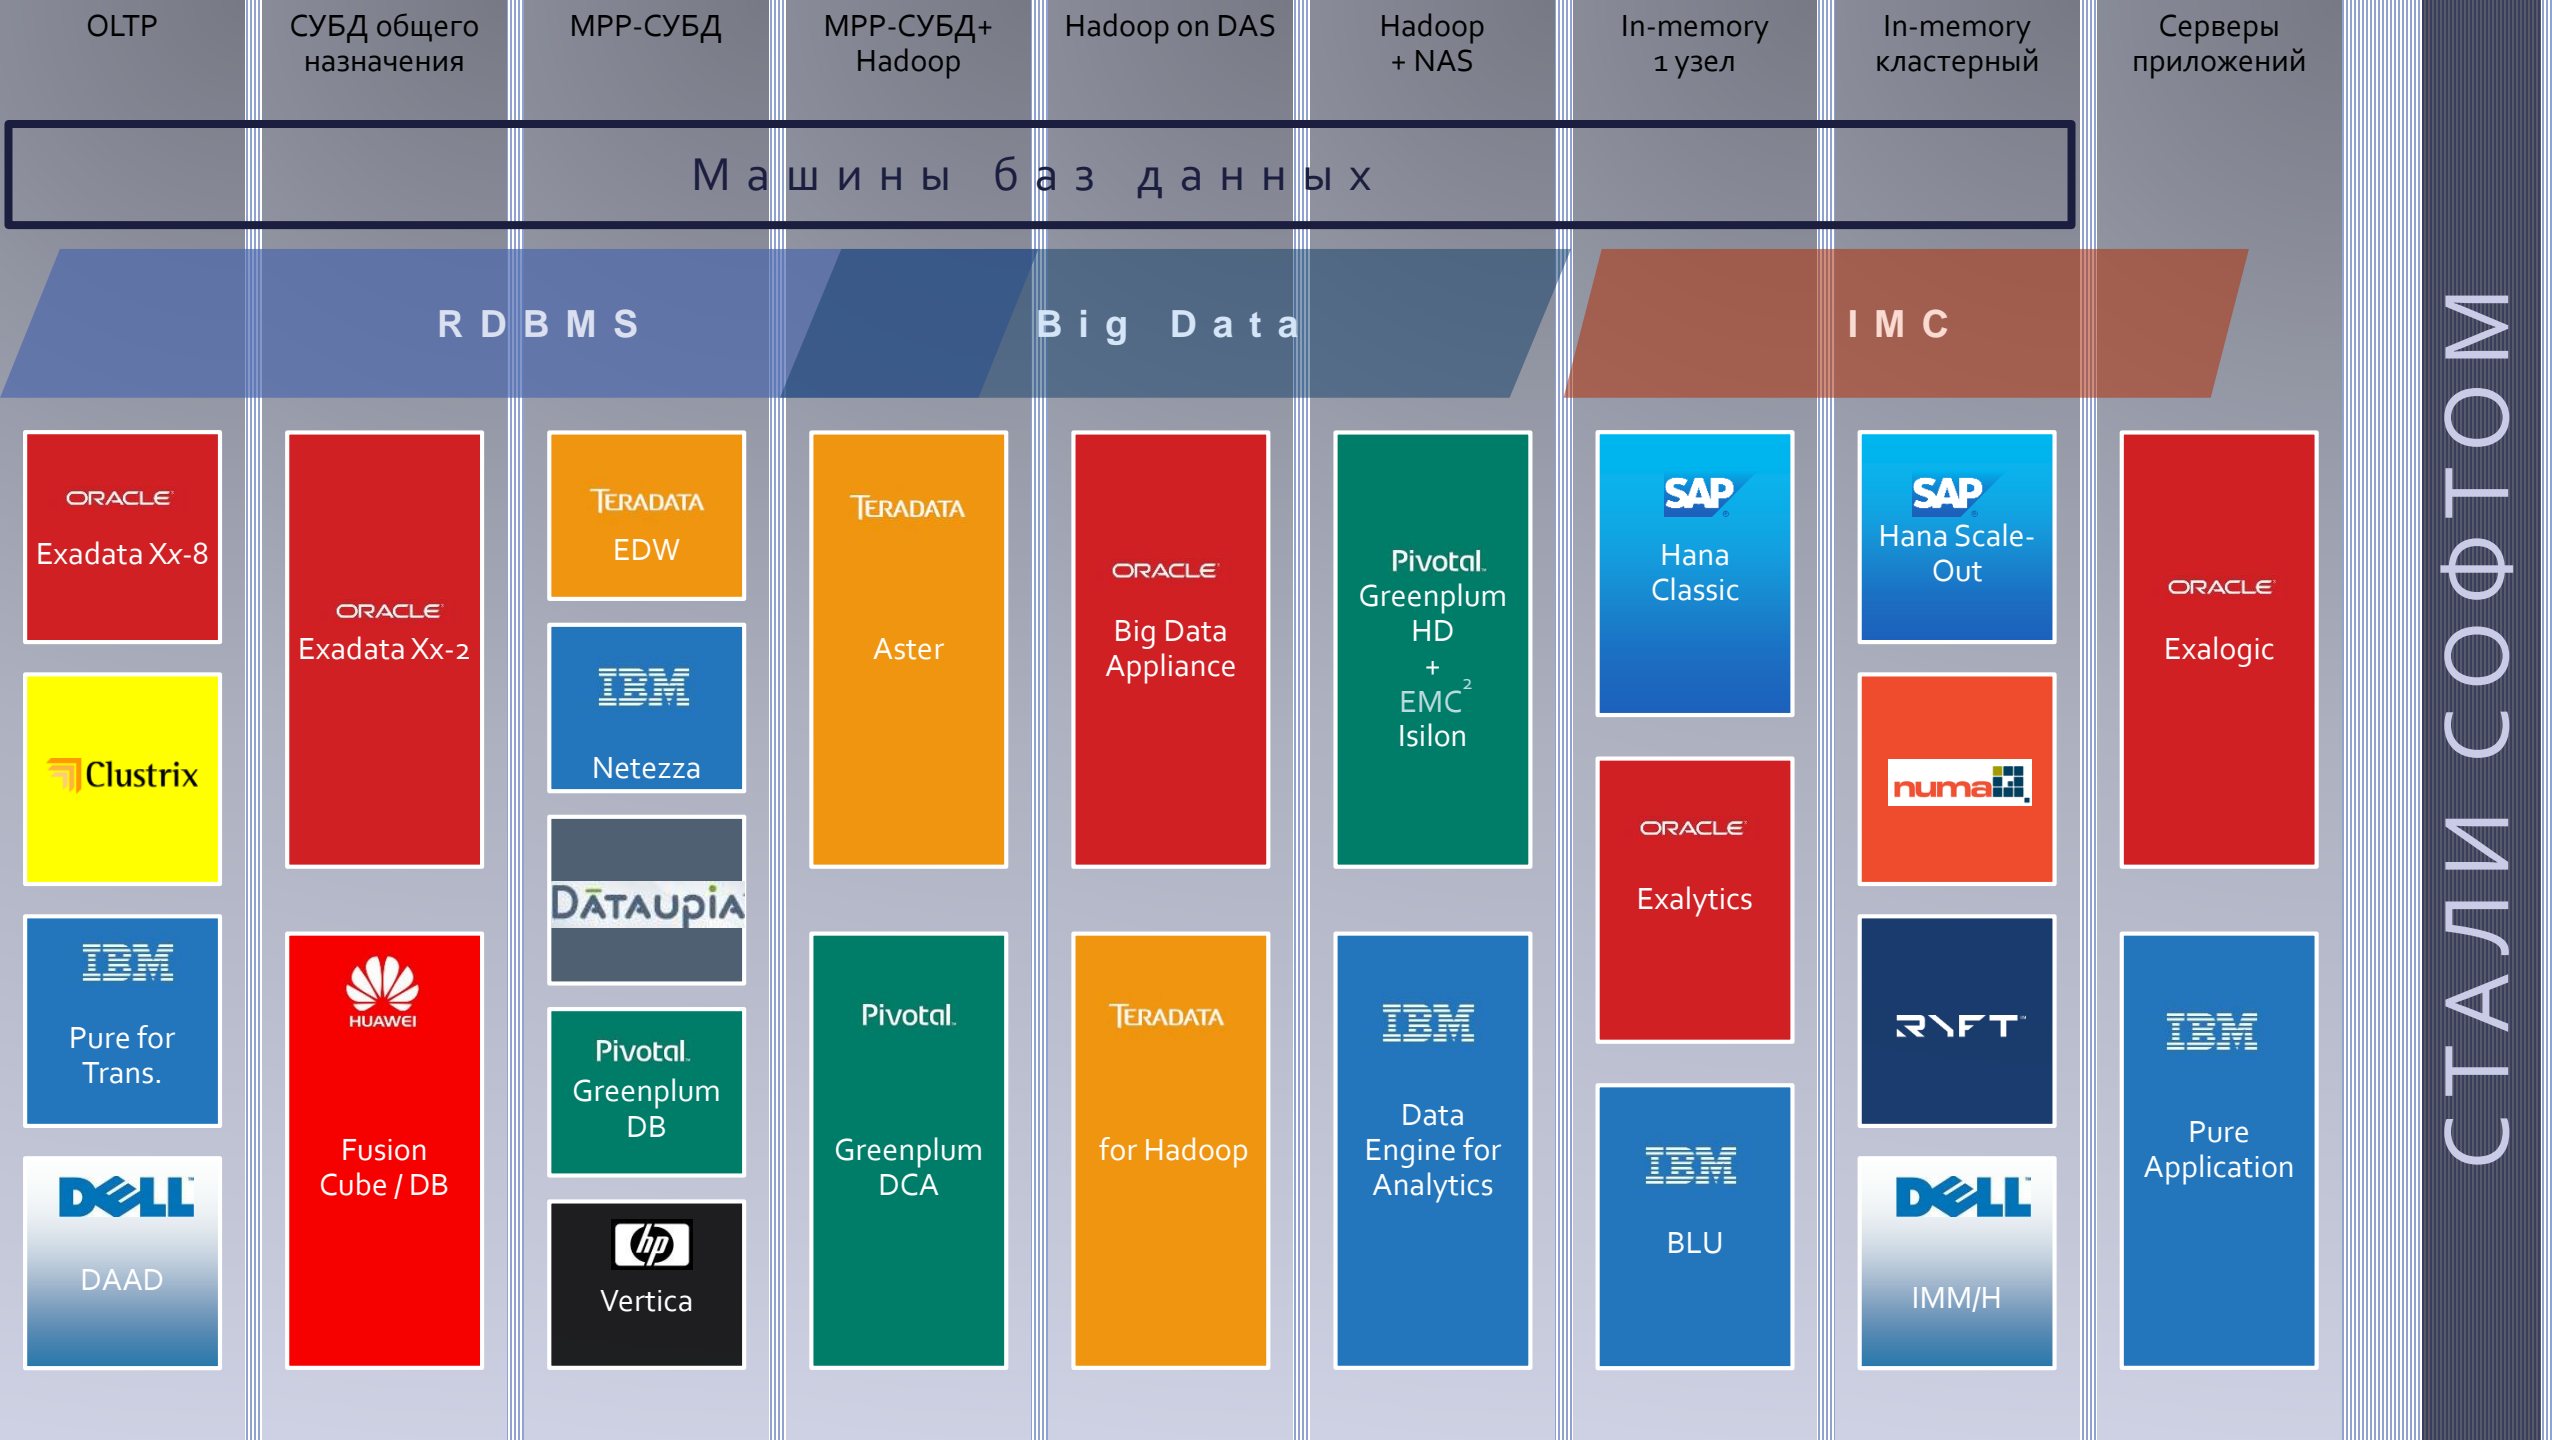 OLTP
СУБД общего
назначения
МРР-СУБД
МРР-СУБД+
Hadoop
Hadoop on DAS
Hadoop
+ NAS
In-memory
1 узел
In-memory
кластерный
Серверы
приложений
Машины баз данных
RDBMS
Big Data
IMC
ORACLE
Exadata Xx-8
Clustrix
IBM
Pure for
Trans.
DELL
DAAD
ORACLE
Exadata Xx-2
HUAWEI
Fusion
Cube / DB
TERADATA
EDW
IBM
Netezza
DATAUPIA
Pivotal
Greenplum
DB
hp
Vertica
TERADATA
Aster
Pivotal
Greenplum
DCA
ORACLE
Big Data
Appliance
TERADATA
for Hadoop
Pivotal
Greenplum
HD
+
EMC²
Isilon
IBM
Data
Engine for
Analytics
SAP
Hana
Classic
ORACLE
Exalytics
IBM
BLU
SAP
Hana Scale-
Out
numaQ
RYFT
DELL
IMM/H
ORACLE
Exalogic
IBM
Pure
Application
СТАЛИ СОФТОМ